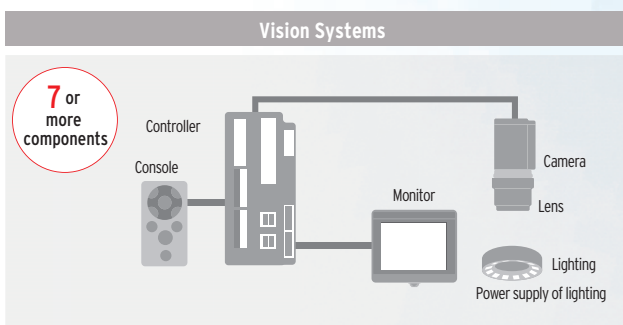 Vision Systems
7 or
more
components
Controller
Console
Monitor
Camera
Lens
Lighting
Power supply of lighting